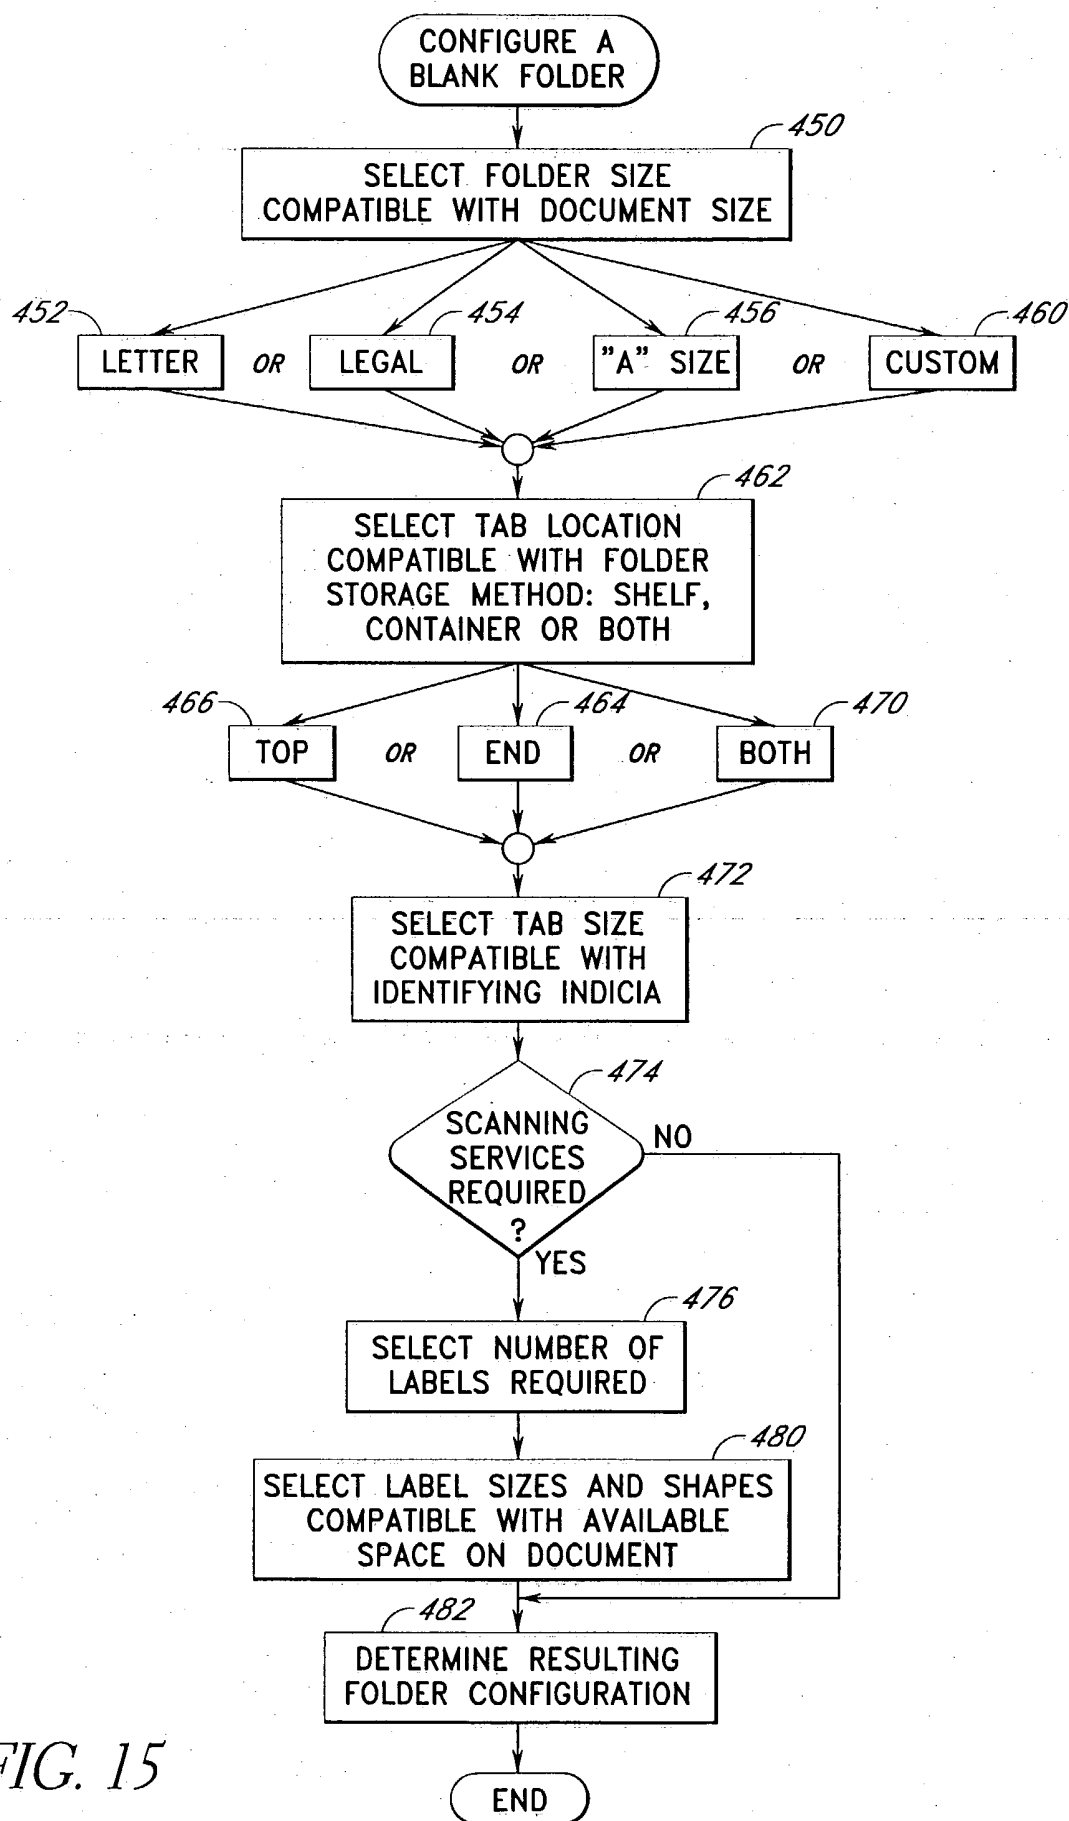 CONFIGURE A
BLANK FOLDER
450
SELECT FOLDER SIZE
COMPATIBLE WITH DOCUMENT SIZE
452
454
456
460
LETTER OR LEGAL OR "A" SIZE OR CUSTOM
462
SELECT TAB LOCATION
COMPATIBLE WITH FOLDER
STORAGE METHOD: SHELF,
CONTAINER OR BOTH
466
464
470
TOP OR END OR BOTH
472
SELECT TAB SIZE
COMPATIBLE WITH
IDENTIFYING INDICIA
474
SCANNING
SERVICES
REQUIRED
?
NO
YES
476
SELECT NUMBER OF
LABELS REQUIRED
480
SELECT LABEL SIZES AND SHAPES
COMPATIBLE WITH AVAILABLE
SPACE ON DOCUMENT
482
DETERMINE RESULTING
FOLDER CONFIGURATION
FIG. 15
END